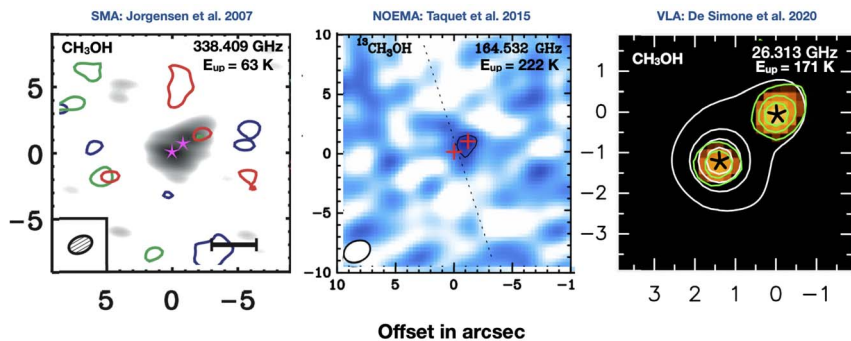 SMA: Jorgensen et al. 2007
NOEMA: Taquet et al. 2015
VLA: De Simone et al. 2020
CH₃OH
338.409 GHz
Eup = 63 K
5
0
−5
5
0
−5
¹³CH₃OH
164.532 GHz
Eup = 222 K
10
5
0
−5
−10
10
5
0
−5
−1
CH₃OH
26.313 GHz
Eup = 171 K
1
0
−1
−2
−3
3
2
1
0
−1
Offset in arcsec